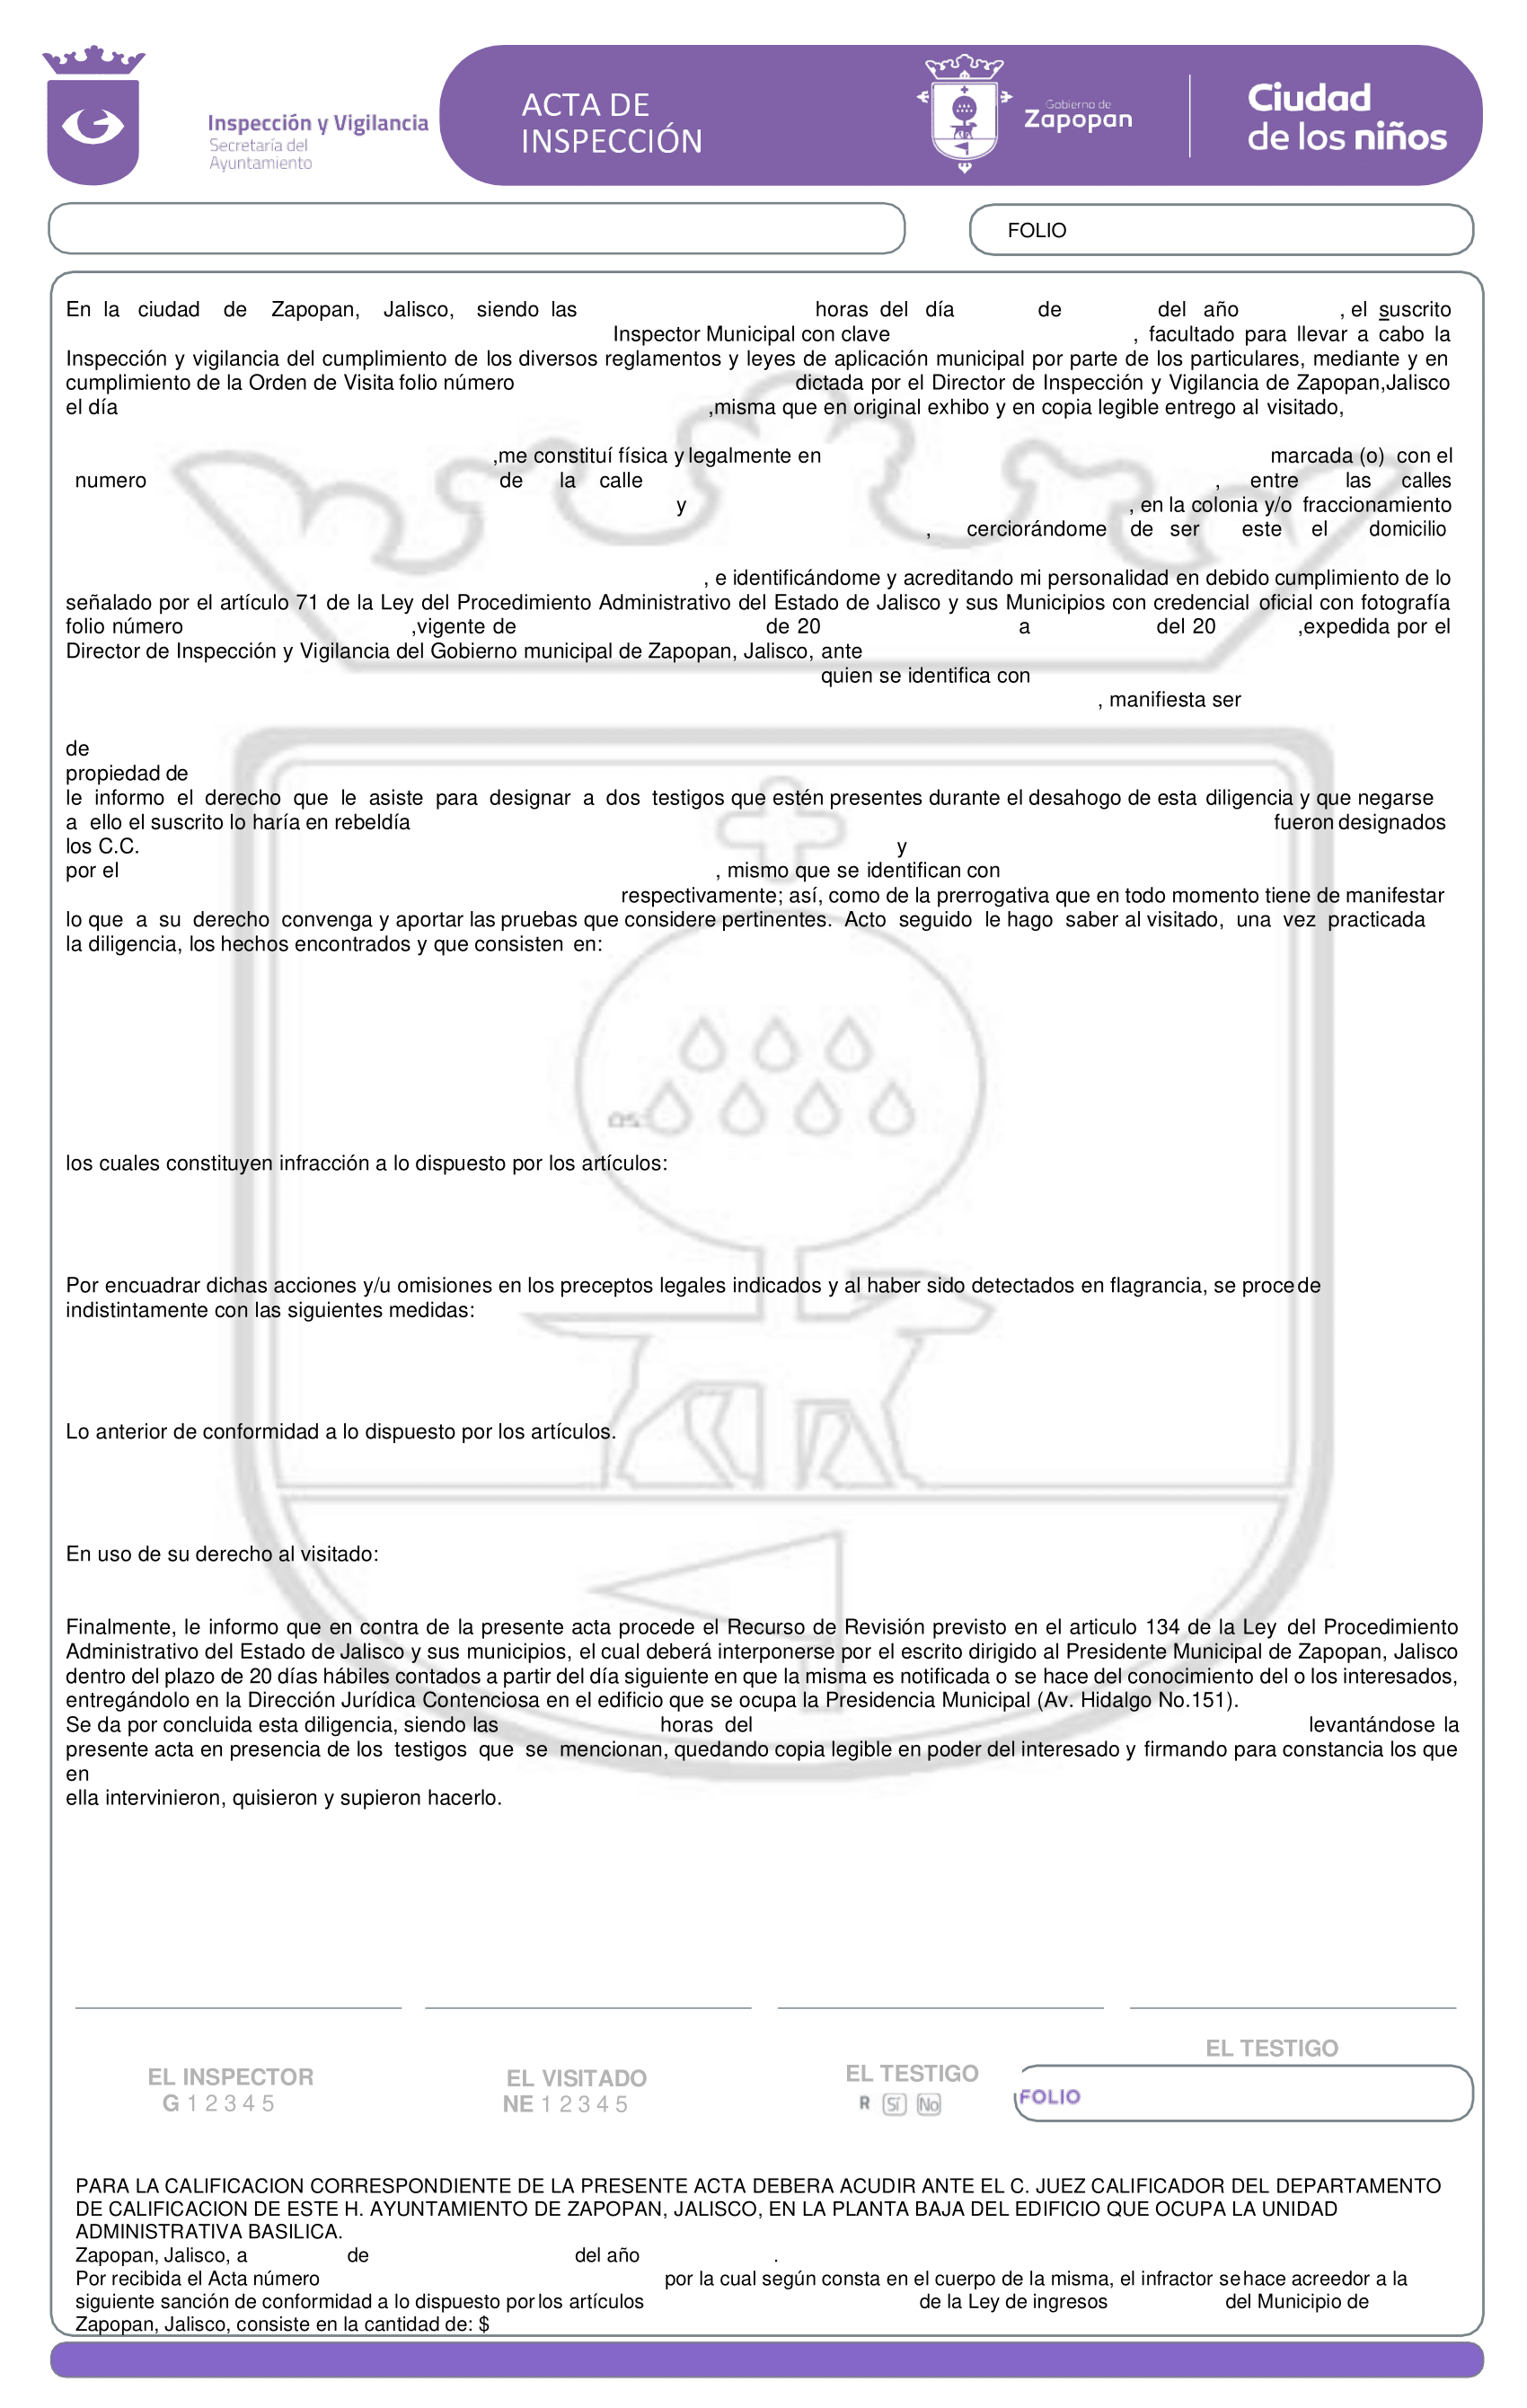 Inspección y Vigilancia
Secretaría del
Ayuntamiento
ACTA DE
INSPECCIÓN
Gobierno de
Zapopan
Ciudad
de los niños
FOLIO
En la ciudad de Zapopan, Jalisco, siendo las horas del día de del año , el suscrito
Inspector Municipal con clave , facultado para llevar a cabo la
Inspección y vigilancia del cumplimiento de los diversos reglamentos y leyes de aplicación municipal por parte de los particulares, mediante y en
cumplimiento de la Orden de Visita folio número dictada por el Director de Inspección y Vigilancia de Zapopan,Jalisco
el día ,misma que en original exhibo y en copia legible entrego al visitado,
,me constituí física y legalmente en marcada (o) con el
numero de la calle , entre las calles
y , en la colonia y/o fraccionamiento
, cerciorándome de ser este el domicilio
, e identificándome y acreditando mi personalidad en debido cumplimiento de lo
señalado por el artículo 71 de la Ley del Procedimiento Administrativo del Estado de Jalisco y sus Municipios con credencial oficial con fotografía
folio número ,vigente de de 20 a del 20 ,expedida por el
Director de Inspección y Vigilancia del Gobierno municipal de Zapopan, Jalisco, ante
quien se identifica con
, manifiesta ser
de
propiedad de
le informo el derecho que le asiste para designar a dos testigos que estén presentes durante el desahogo de esta diligencia y que negarse
a ello el suscrito lo haría en rebeldía fueron designados
los C.C. y
por el , mismo que se identifican con
respectivamente; así, como de la prerrogativa que en todo momento tiene de manifestar
lo que a su derecho convenga y aportar las pruebas que considere pertinentes. Acto seguido le hago saber al visitado, una vez practicada
la diligencia, los hechos encontrados y que consisten en:
los cuales constituyen infracción a lo dispuesto por los artículos:
Por encuadrar dichas acciones y/u omisiones en los preceptos legales indicados y al haber sido detectados en flagrancia, se procede
indistintamente con las siguientes medidas:
Lo anterior de conformidad a lo dispuesto por los artículos.
En uso de su derecho al visitado:
Finalmente, le informo que en contra de la presente acta procede el Recurso de Revisión previsto en el articulo 134 de la Ley del Procedimiento
Administrativo del Estado de Jalisco y sus municipios, el cual deberá interponerse por el escrito dirigido al Presidente Municipal de Zapopan, Jalisco
dentro del plazo de 20 días hábiles contados a partir del día siguiente en que la misma es notificada o se hace del conocimiento del o los interesados,
entregándolo en la Dirección Jurídica Contenciosa en el edificio que se ocupa la Presidencia Municipal (Av. Hidalgo No.151).
Se da por concluida esta diligencia, siendo las horas del levantándose la
presente acta en presencia de los testigos que se mencionan, quedando copia legible en poder del interesado y firmando para constancia los que
en
ella intervinieron, quisieron y supieron hacerlo.
EL INSPECTOR
G 1 2 3 4 5
EL VISITADO
NE 1 2 3 4 5
EL TESTIGO
R Sí No
EL TESTIGO
FOLIO
PARA LA CALIFICACION CORRESPONDIENTE DE LA PRESENTE ACTA DEBERA ACUDIR ANTE EL C. JUEZ CALIFICADOR DEL DEPARTAMENTO
DE CALIFICACION DE ESTE H. AYUNTAMIENTO DE ZAPOPAN, JALISCO, EN LA PLANTA BAJA DEL EDIFICIO QUE OCUPA LA UNIDAD
ADMINISTRATIVA BASILICA.
Zapopan, Jalisco, a de del año .
Por recibida el Acta número por la cual según consta en el cuerpo de la misma, el infractor se hace acreedor a la
siguiente sanción de conformidad a lo dispuesto por los artículos de la Ley de ingresos del Municipio de
Zapopan, Jalisco, consiste en la cantidad de: $